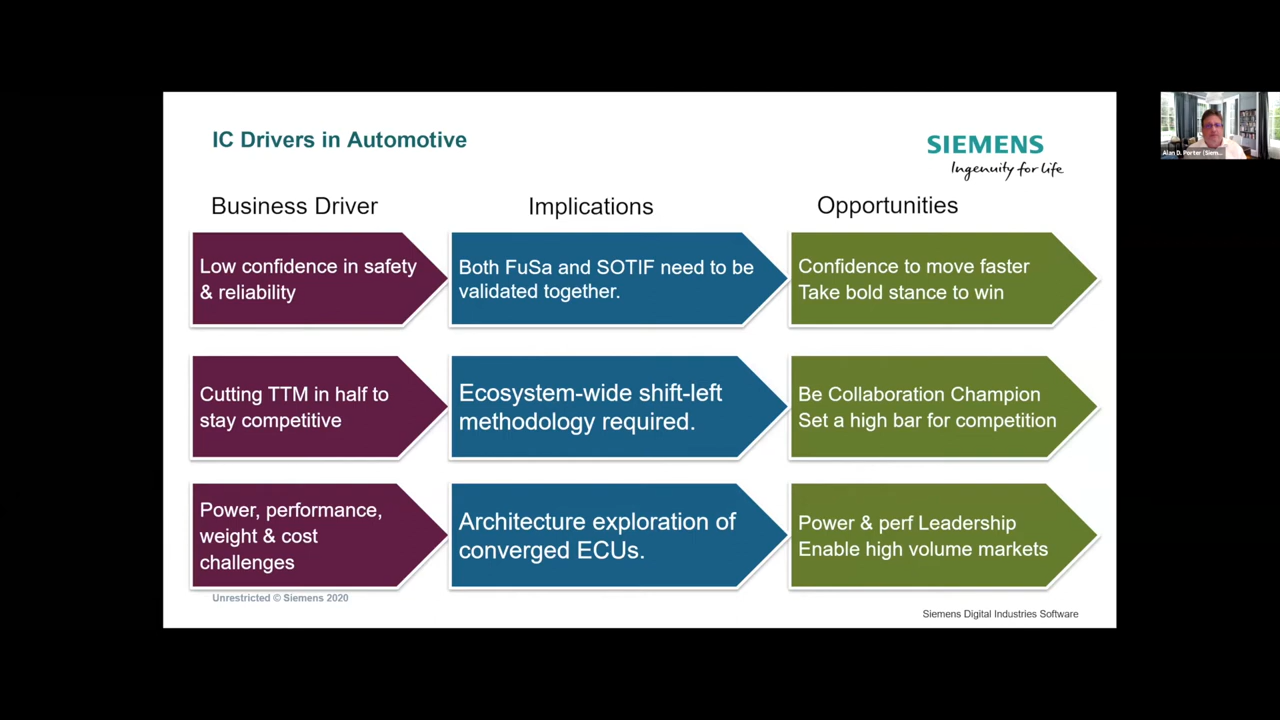 IC Drivers in Automotive
SIEMENS
Ingenuity for life
Business Driver
Implications
Opportunities
Low confidence in safety
& reliability
Both FuSa and SOTIF need to be
validated together.
Confidence to move faster
Take bold stance to win
Cutting TTM in half to
stay competitive
Ecosystem-wide shift-left
methodology required.
Be Collaboration Champion
Set a high bar for competition
Power, performance,
weight & cost
challenges
Architecture exploration of
converged ECUs.
Power & perf Leadership
Enable high volume markets
Unrestricted © Siemens 2020
Siemens Digital Industries Software
Alan D. Porter (Siem...